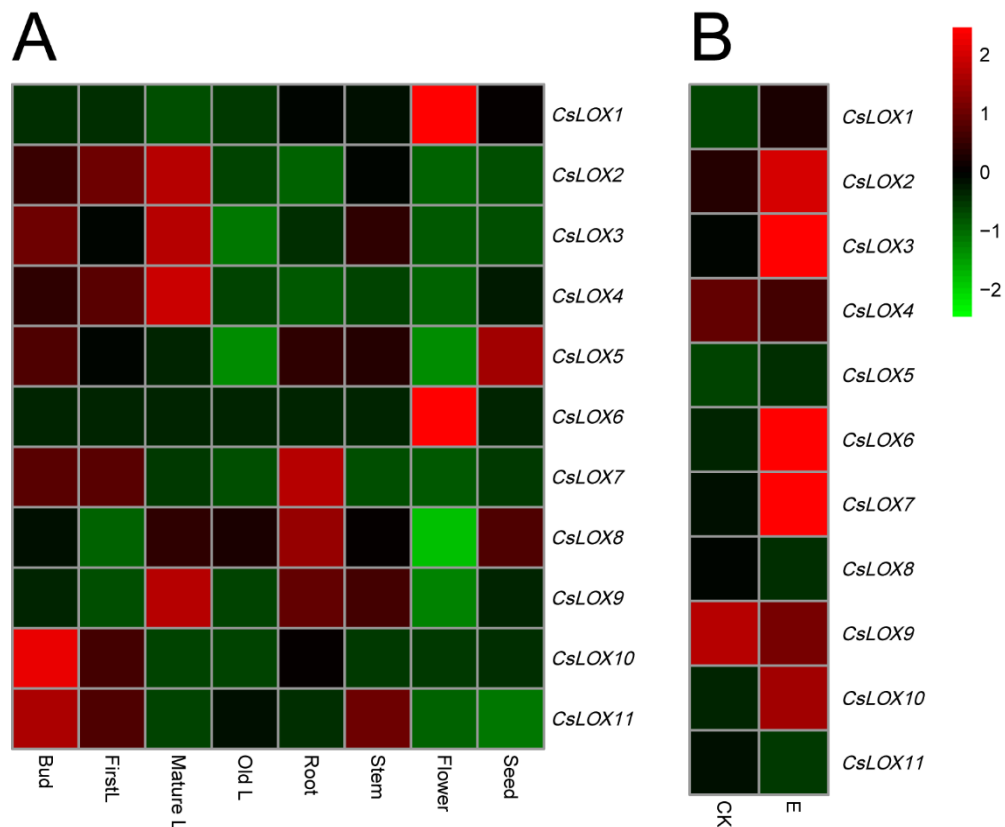 A
B
CsLOX1
CsLOX2
CsLOX3
CsLOX4
CsLOX5
CsLOX6
CsLOX7
CsLOX8
CsLOX9
CsLOX10
CsLOX11
Bud
FirstL
Mature L
Old L
Root
Stem
Flower
Seed
CsLOX1
CsLOX2
CsLOX3
CsLOX4
CsLOX5
CsLOX6
CsLOX7
CsLOX8
CsLOX9
CsLOX10
CsLOX11
CK
E
2
1
0
−1
−2